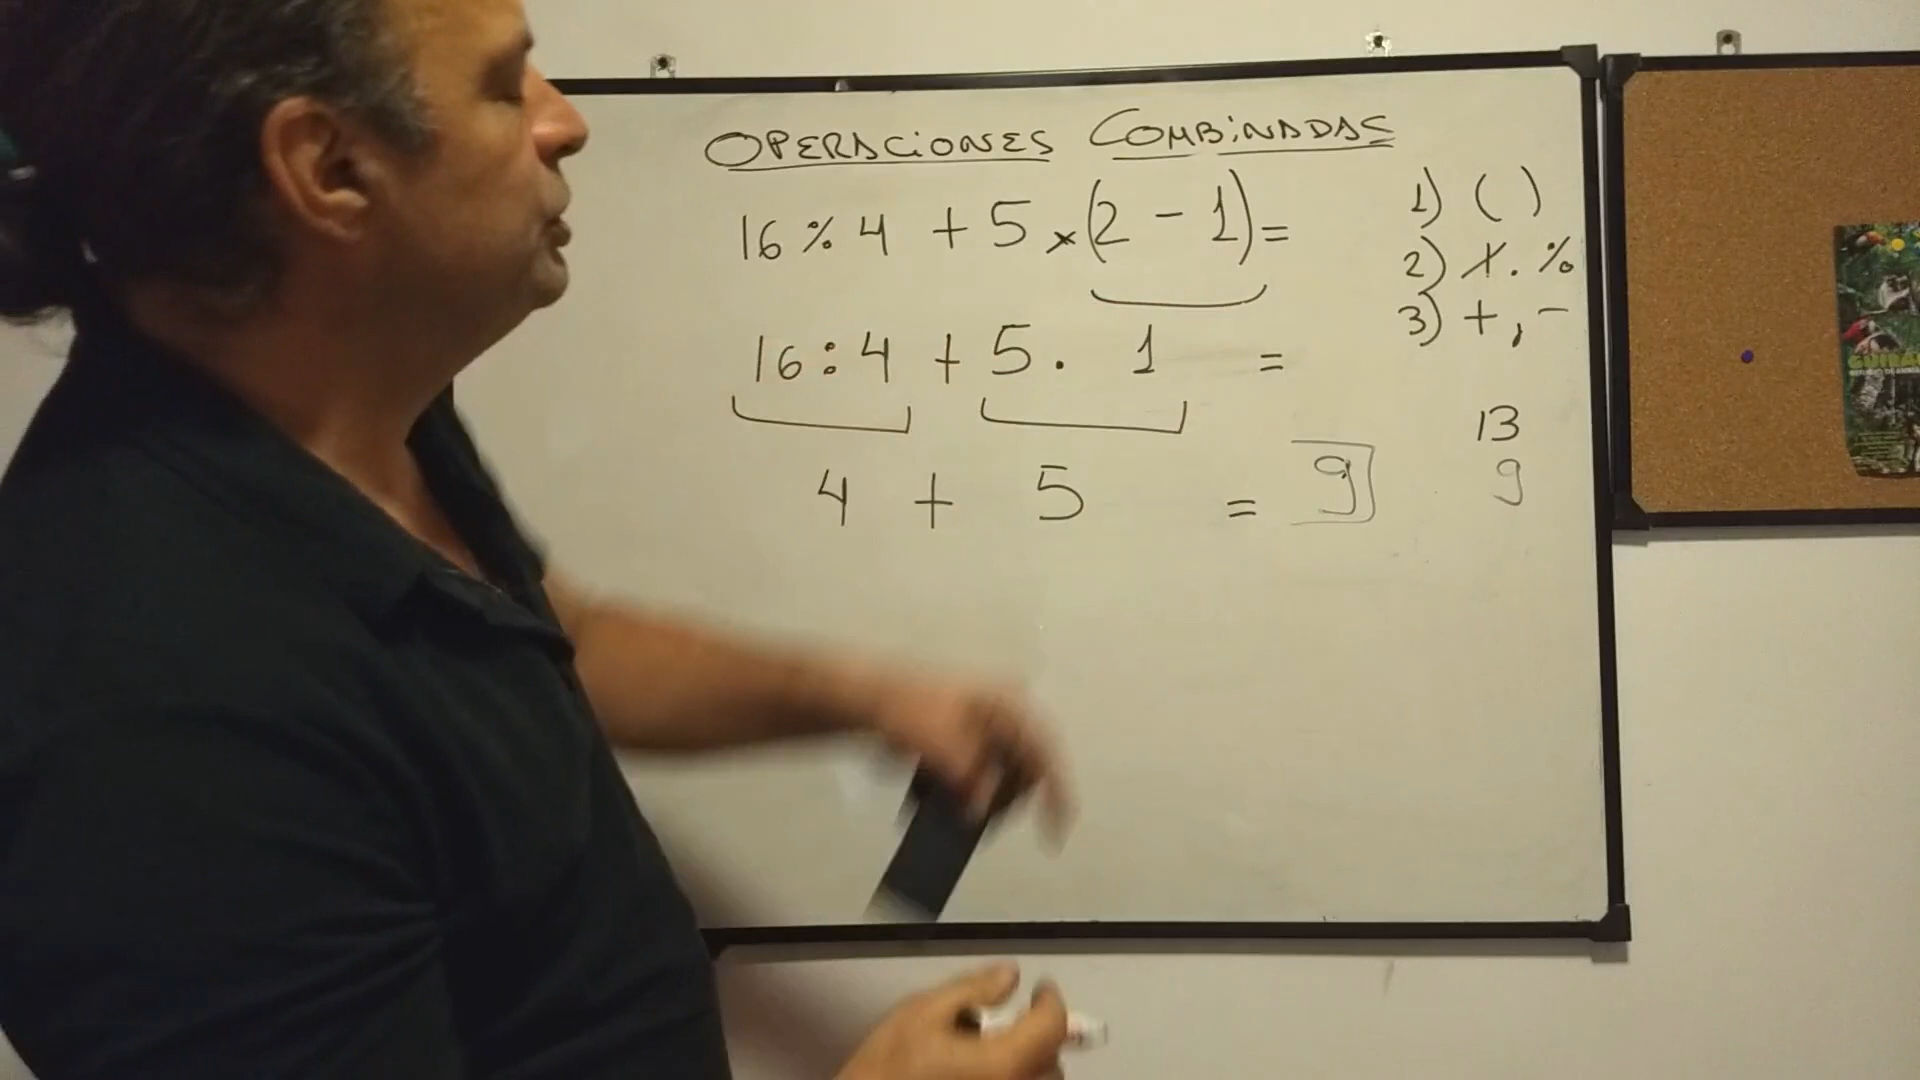 OPERACIONES COMBINADAS
16 % 4 + 5 x (2 - 1) =
16 : 4 + 5 . 1 =
4 + 5 = 9
1) ( )
2) X . %
3) + , -
13
9